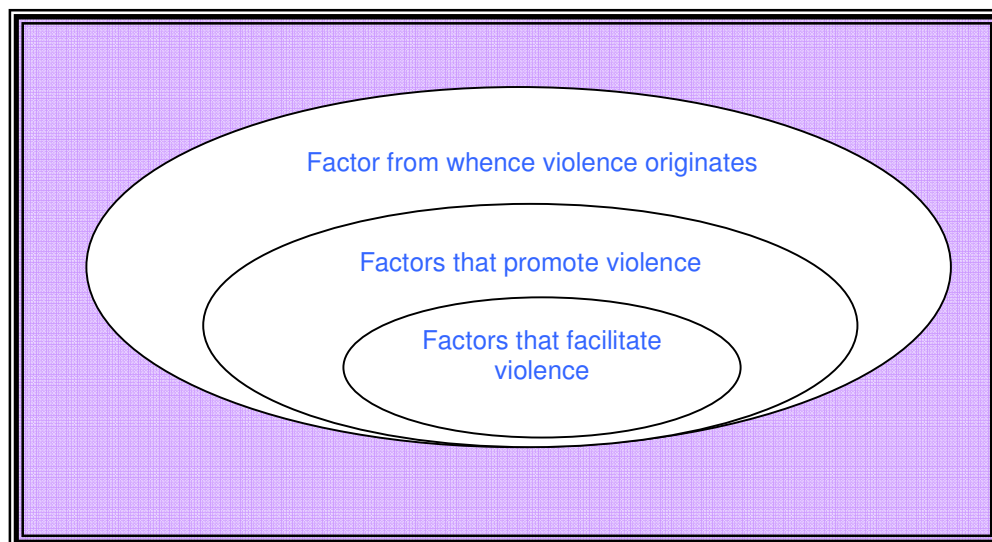 Factor from whence violence originates
Factors that promote violence
Factors that facilitate
violence